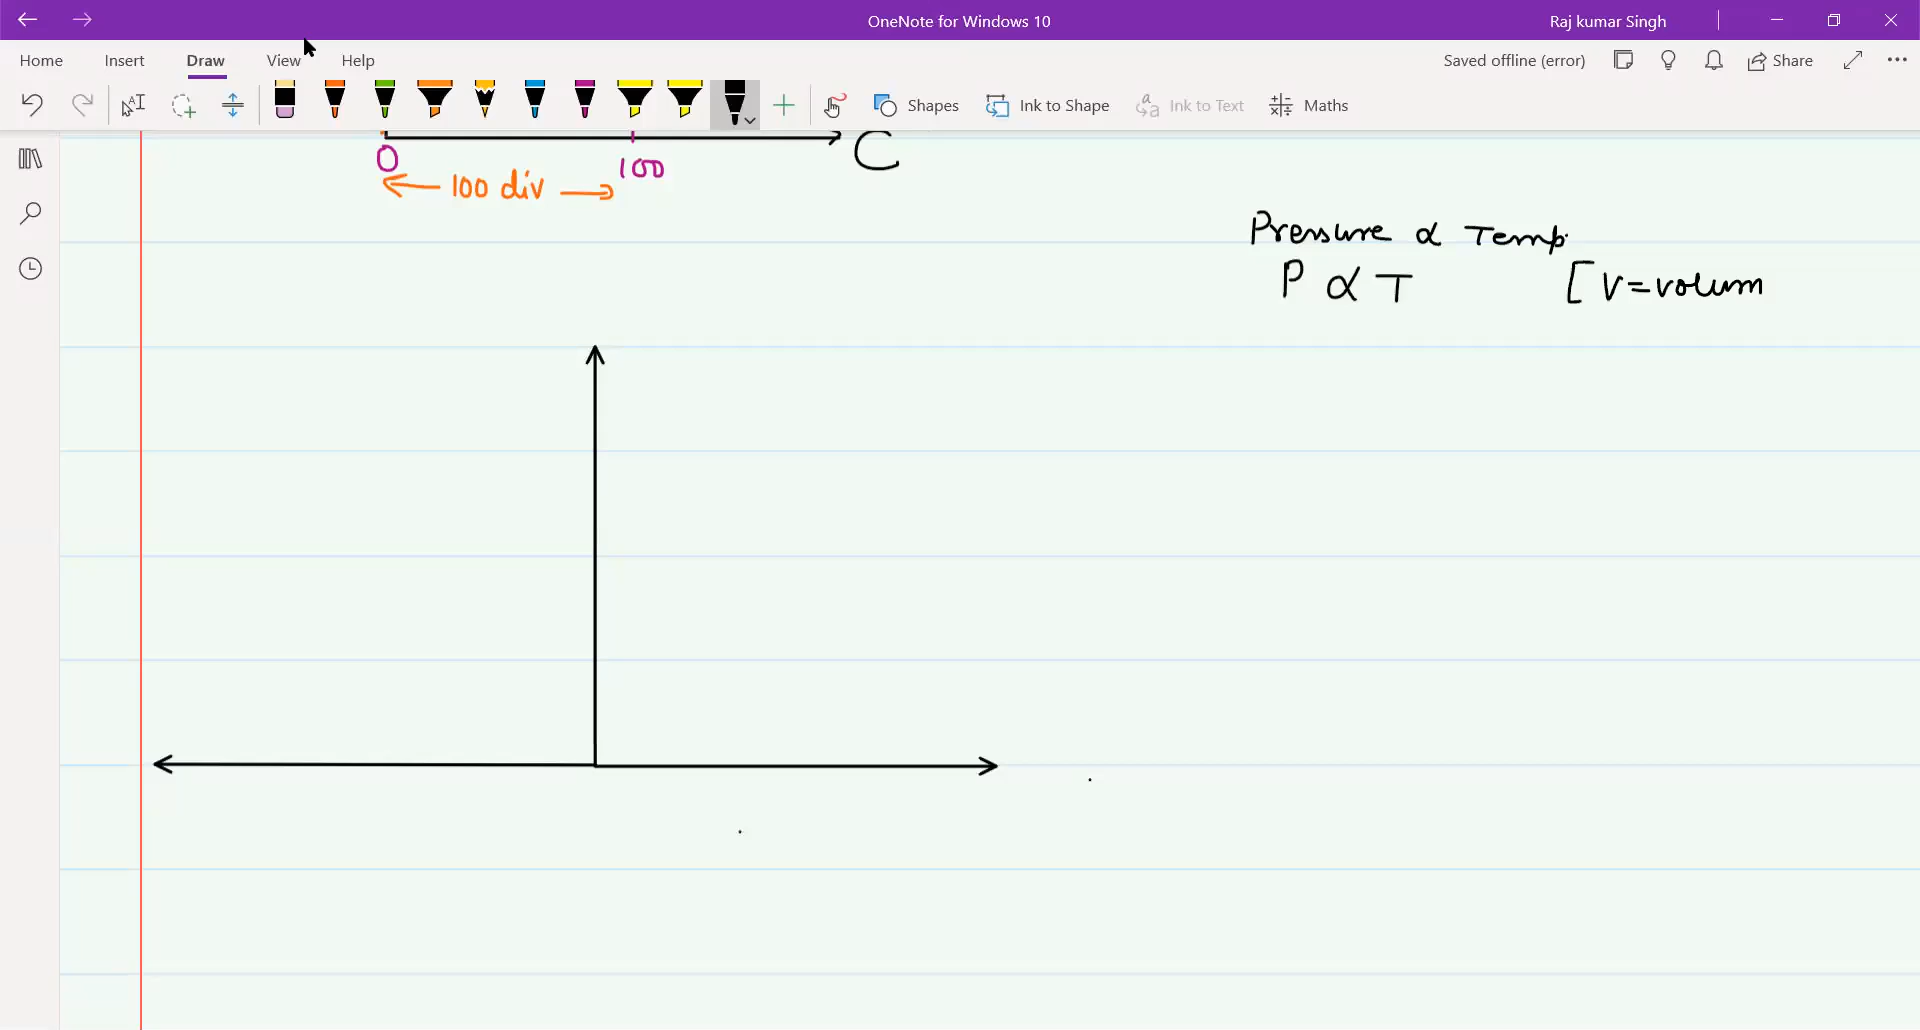 OneNote for Windows 10
Raj kumar Singh
Home Insert Draw View Help
Saved offline (error)
Share
Shapes
Ink to Shape
Ink to Text
Maths
0
100
C
100 div
Pressure ∝ Temp.
P ∝ T [V=volum